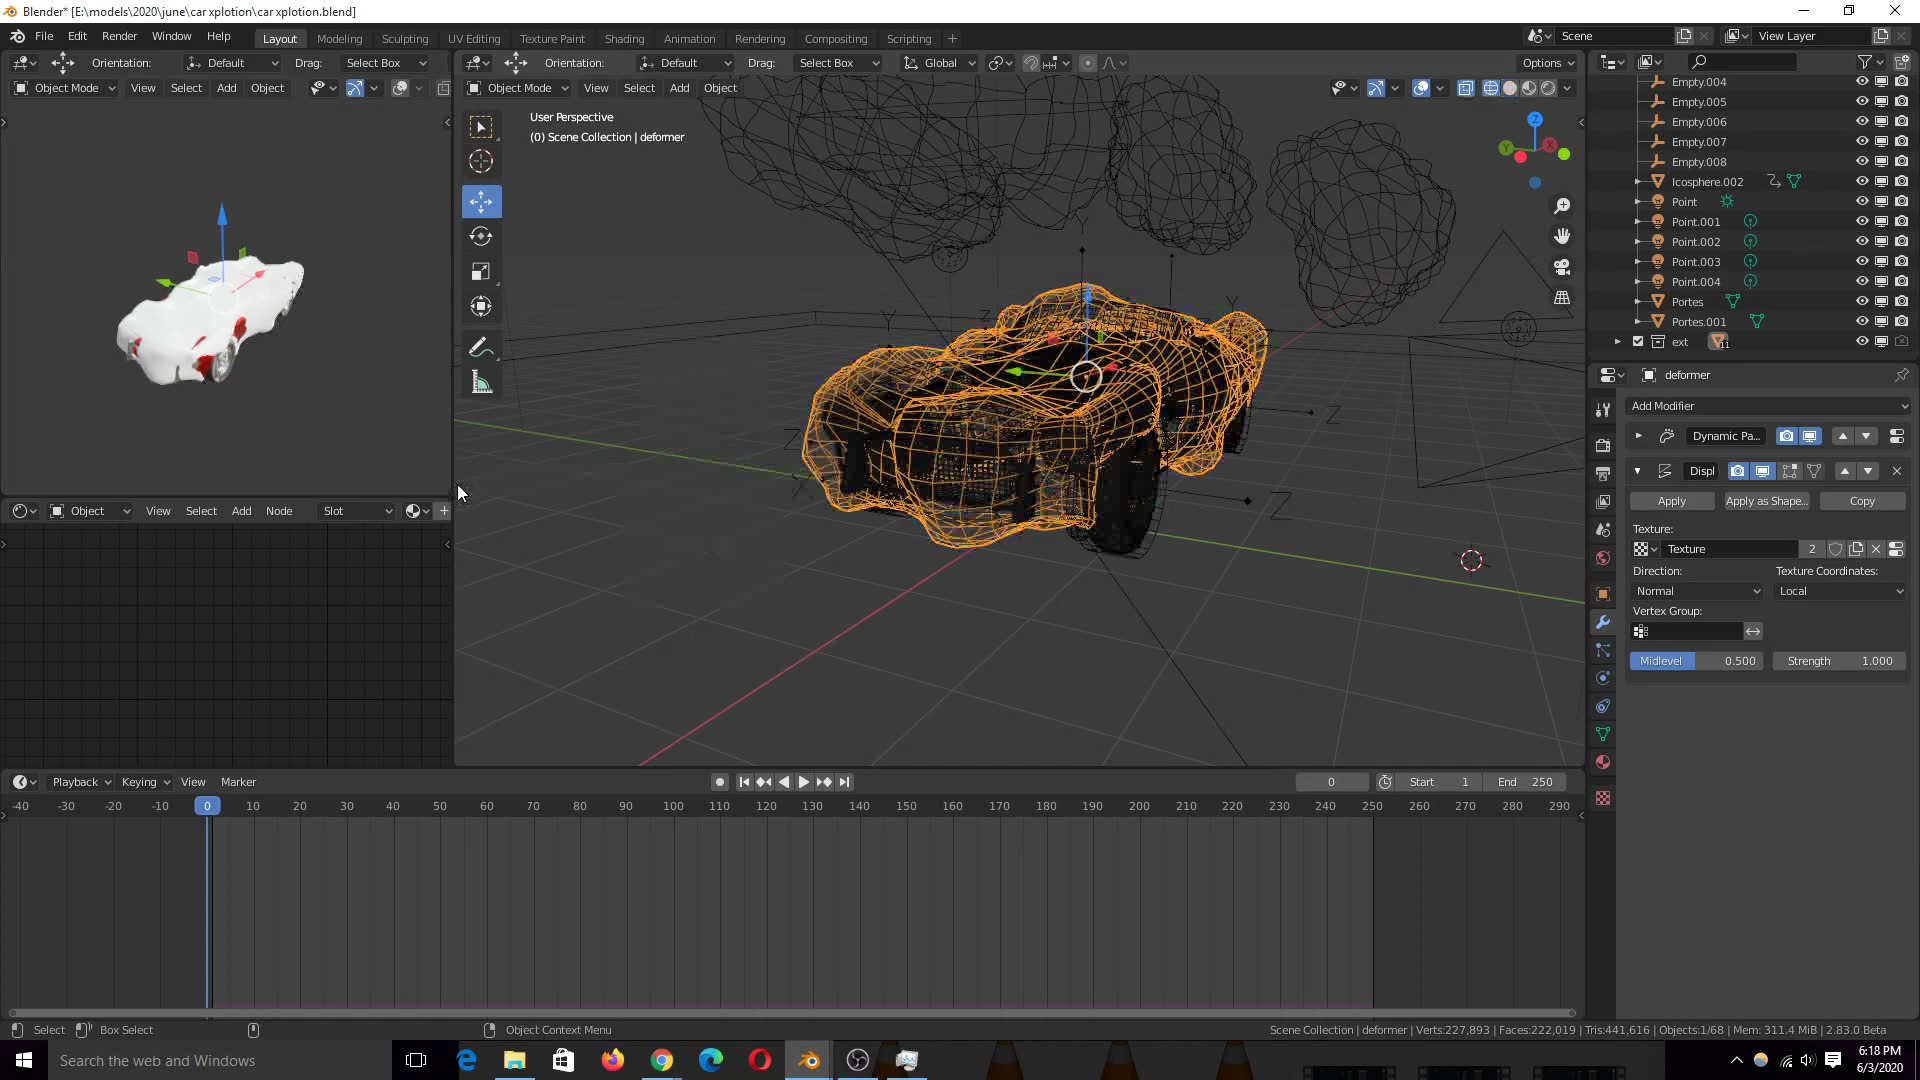 Blender* [E:\models\2020\june\car xplotion\car xplotion.blend]
File Edit Render Window Help
Layout Modeling Sculpting UV Editing Texture Paint Shading Animation Rendering Compositing Scripting +
Scene
View Layer
Orientation: Default Drag: Select Box
Orientation: Default Drag: Select Box Global
Options
Object Mode View Select Add Object
Object Mode View Select Add Object
User Perspective
(0) Scene Collection | deformer
Z
Y
X
Y
Y
Z
Y
Z
Z
X
Z
Empty.004
Empty.005
Empty.006
Empty.007
Empty.008
Icosphere.002
Point
Point.001
Point.002
Point.003
Point.004
Portes
Portes.001
ext 11
deformer
Add Modifier
Dynamic Pa...
Displ
Apply Apply as Shape... Copy
Texture:
Texture 2
Direction: Texture Coordinates:
Normal Local
Vertex Group:
Midlevel 0.500 Strength 1.000
Object View Select Add Node Slot
Playback Keying View Marker
0 Start 1 End 250
-40 -30 -20 -10 0 10 20 30 40 50 60 70 80 90 100 110 120 130 140 150 160 170 180 190 200 210 220 230 240 250 260 270 280 290
Select Box Select Object Context Menu
Scene Collection | deformer | Verts:227,893 | Faces:222,019 | Tris:441,616 | Objects:1/68 | Mem: 311.4 MiB | 2.83.0 Beta
Search the web and Windows
6:18 PM
6/3/2020